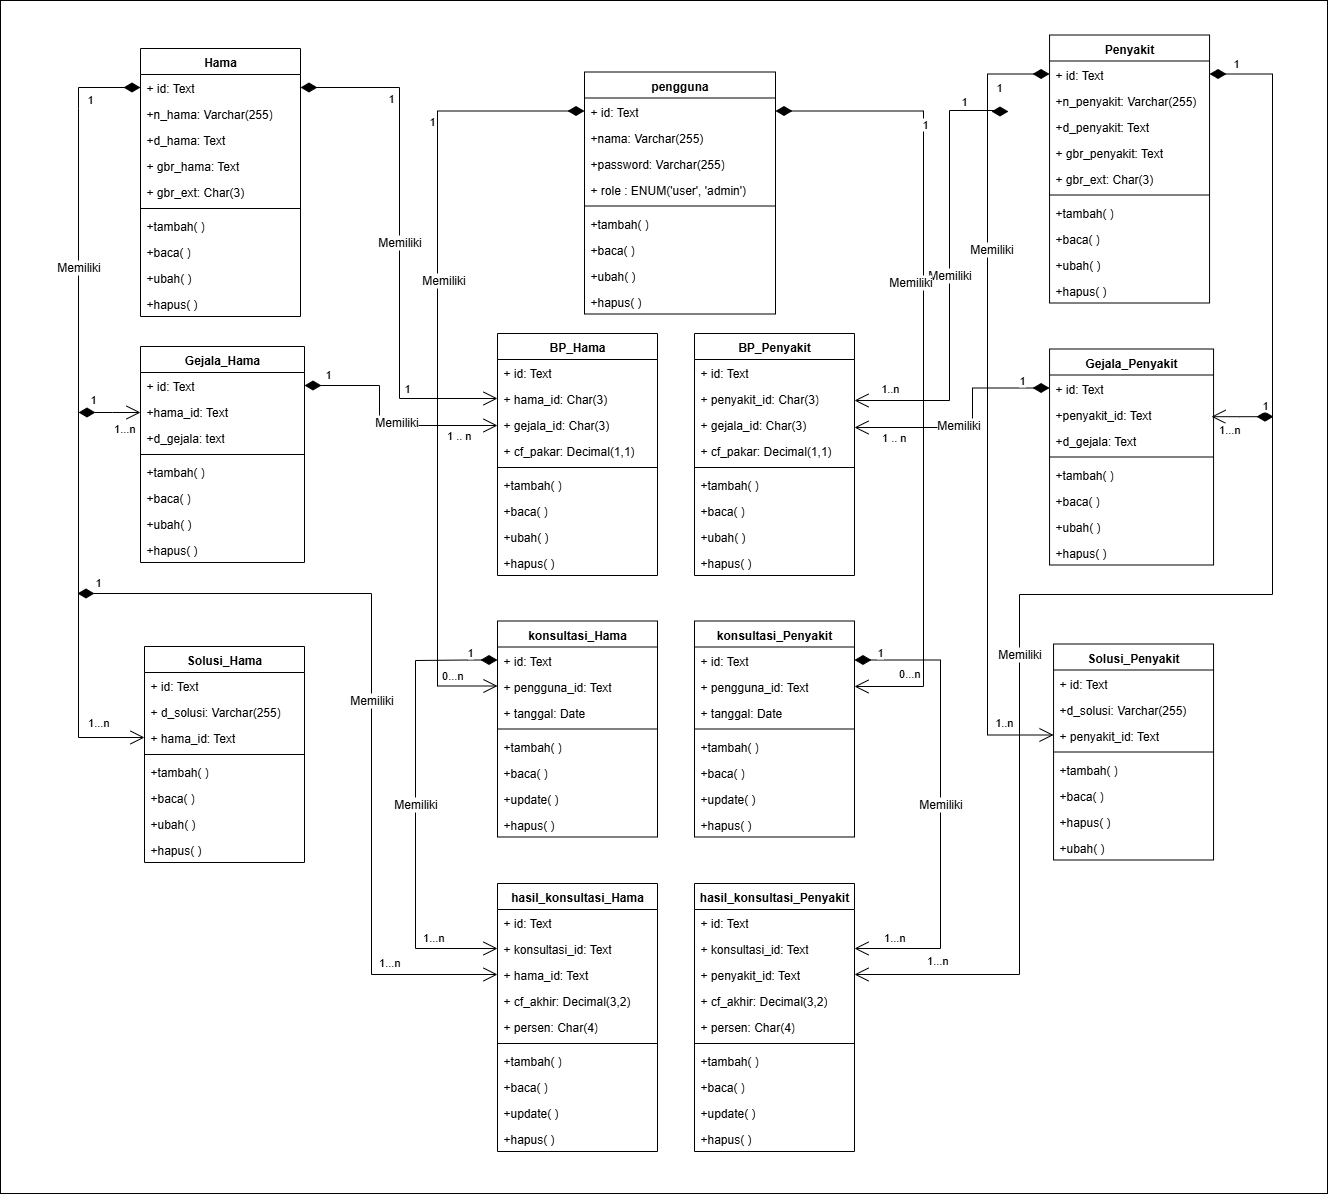 Hama
+ id: Text
+n_hama: Varchar(255)
+d_hama: Text
+ gbr_hama: Text
+ gbr_ext: Char(3)
+tambah( )
+baca( )
+ubah( )
+hapus( )
pengguna
+ id: Text
+nama: Varchar(255)
+password: Varchar(255)
+ role : ENUM('user', 'admin')
+tambah( )
+baca( )
+ubah( )
+hapus( )
Penyakit
+ id: Text
+n_penyakit: Varchar(255)
+d_penyakit: Text
+ gbr_penyakit: Text
+ gbr_ext: Char(3)
+tambah( )
+baca( )
+ubah( )
+hapus( )
1
1
1
1
1
1
1
Memiliki
Memiliki
Memiliki
Memiliki
Memiliki
Memiliki
Gejala_Hama
+ id: Text
+hama_id: Text
+d_gejala: text
+tambah( )
+baca( )
+ubah( )
+hapus( )
1
1...n
1
1
Memiliki
1 .. n
BP_Hama
+ id: Text
+ hama_id: Char(3)
+ gejala_id: Char(3)
+ cf_pakar: Decimal(1,1)
+tambah( )
+baca( )
+ubah( )
+hapus( )
BP_Penyakit
+ id: Text
+ penyakit_id: Char(3)
+ gejala_id: Char(3)
+ cf_pakar: Decimal(1,1)
+tambah( )
+baca( )
+ubah( )
+hapus( )
1..n
1 .. n
Memiliki
1
Gejala_Penyakit
+ id: Text
+penyakit_id: Text
+d_gejala: Text
+tambah( )
+baca( )
+ubah( )
+hapus( )
1
1...n
1
Solusi_Hama
+ id: Text
+ d_solusi: Varchar(255)
+ hama_id: Text
+tambah( )
+baca( )
+ubah( )
+hapus( )
1...n
Memiliki
1
0...n
konsultasi_Hama
+ id: Text
+ pengguna_id: Text
+ tanggal: Date
+tambah( )
+baca( )
+update( )
+hapus( )
konsultasi_Penyakit
+ id: Text
+ pengguna_id: Text
+ tanggal: Date
+tambah( )
+baca( )
+update( )
+hapus( )
1
0...n
Memiliki
1..n
Solusi_Penyakit
+ id: Text
+d_solusi: Varchar(255)
+ penyakit_id: Text
+tambah( )
+baca( )
+hapus( )
+ubah( )
Memiliki
Memiliki
1...n
1...n
hasil_konsultasi_Hama
+ id: Text
+ konsultasi_id: Text
+ hama_id: Text
+ cf_akhir: Decimal(3,2)
+ persen: Char(4)
+tambah( )
+baca( )
+update( )
+hapus( )
hasil_konsultasi_Penyakit
+ id: Text
+ konsultasi_id: Text
+ penyakit_id: Text
+ cf_akhir: Decimal(3,2)
+ persen: Char(4)
+tambah( )
+baca( )
+update( )
+hapus( )
1...n
1...n